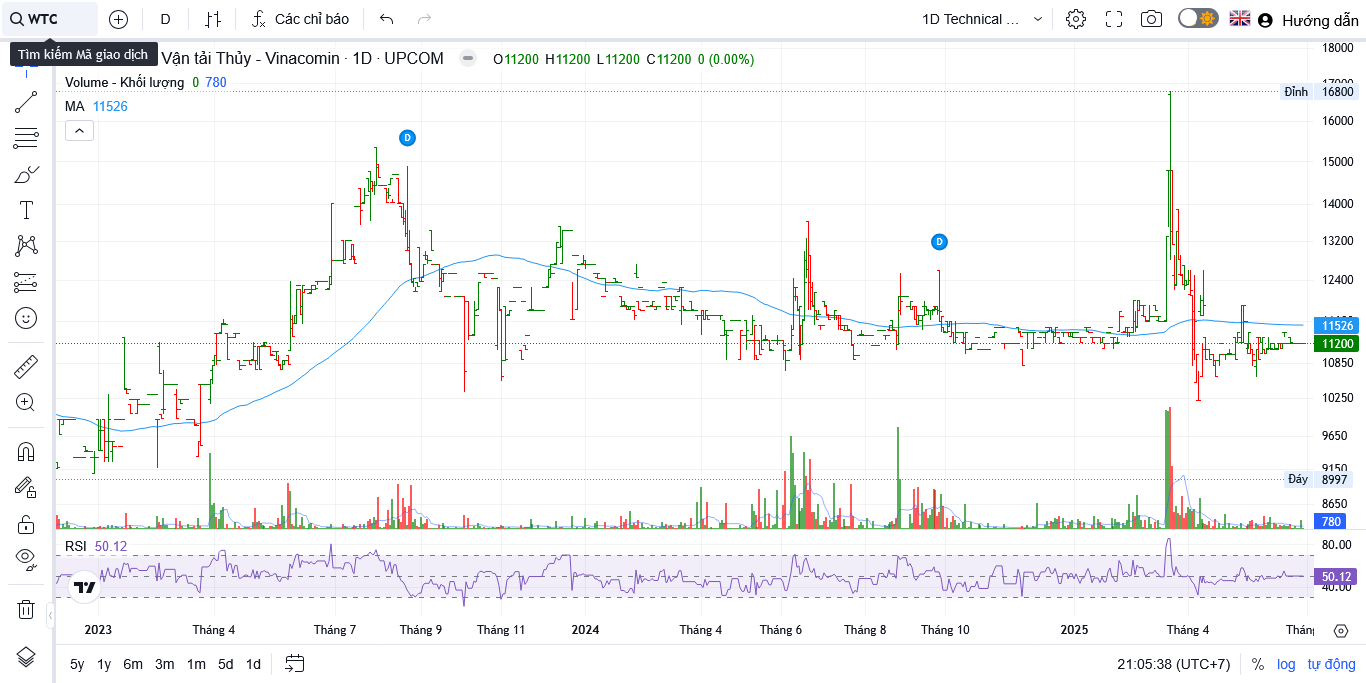 WTC
D
Các chỉ báo
1D Technical ...
Hướng dẫn
Tìm kiếm Mã giao dịch
Vận tải Thủy - Vinacomin · 1D · UPCOM
O11200 H11200 L11200 C11200 0 (0.00%)
Volume - Khối lượng 0 780
MA 11526
D
D
18000
Đỉnh 16800
16000
15000
14000
13200
12400
11526
11200
10850
10250
9650
9150
Đáy 8997
8650
780
RSI 50.12
80.00
50.12
40.00
2023
Tháng 4
Tháng 7
Tháng 9
Tháng 11
2024
Tháng 4
Tháng 6
Tháng 8
Tháng 10
2025
Tháng 4
5y 1y 6m 3m 1m 5d 1d
21:05:38 (UTC+7)
% log tự động